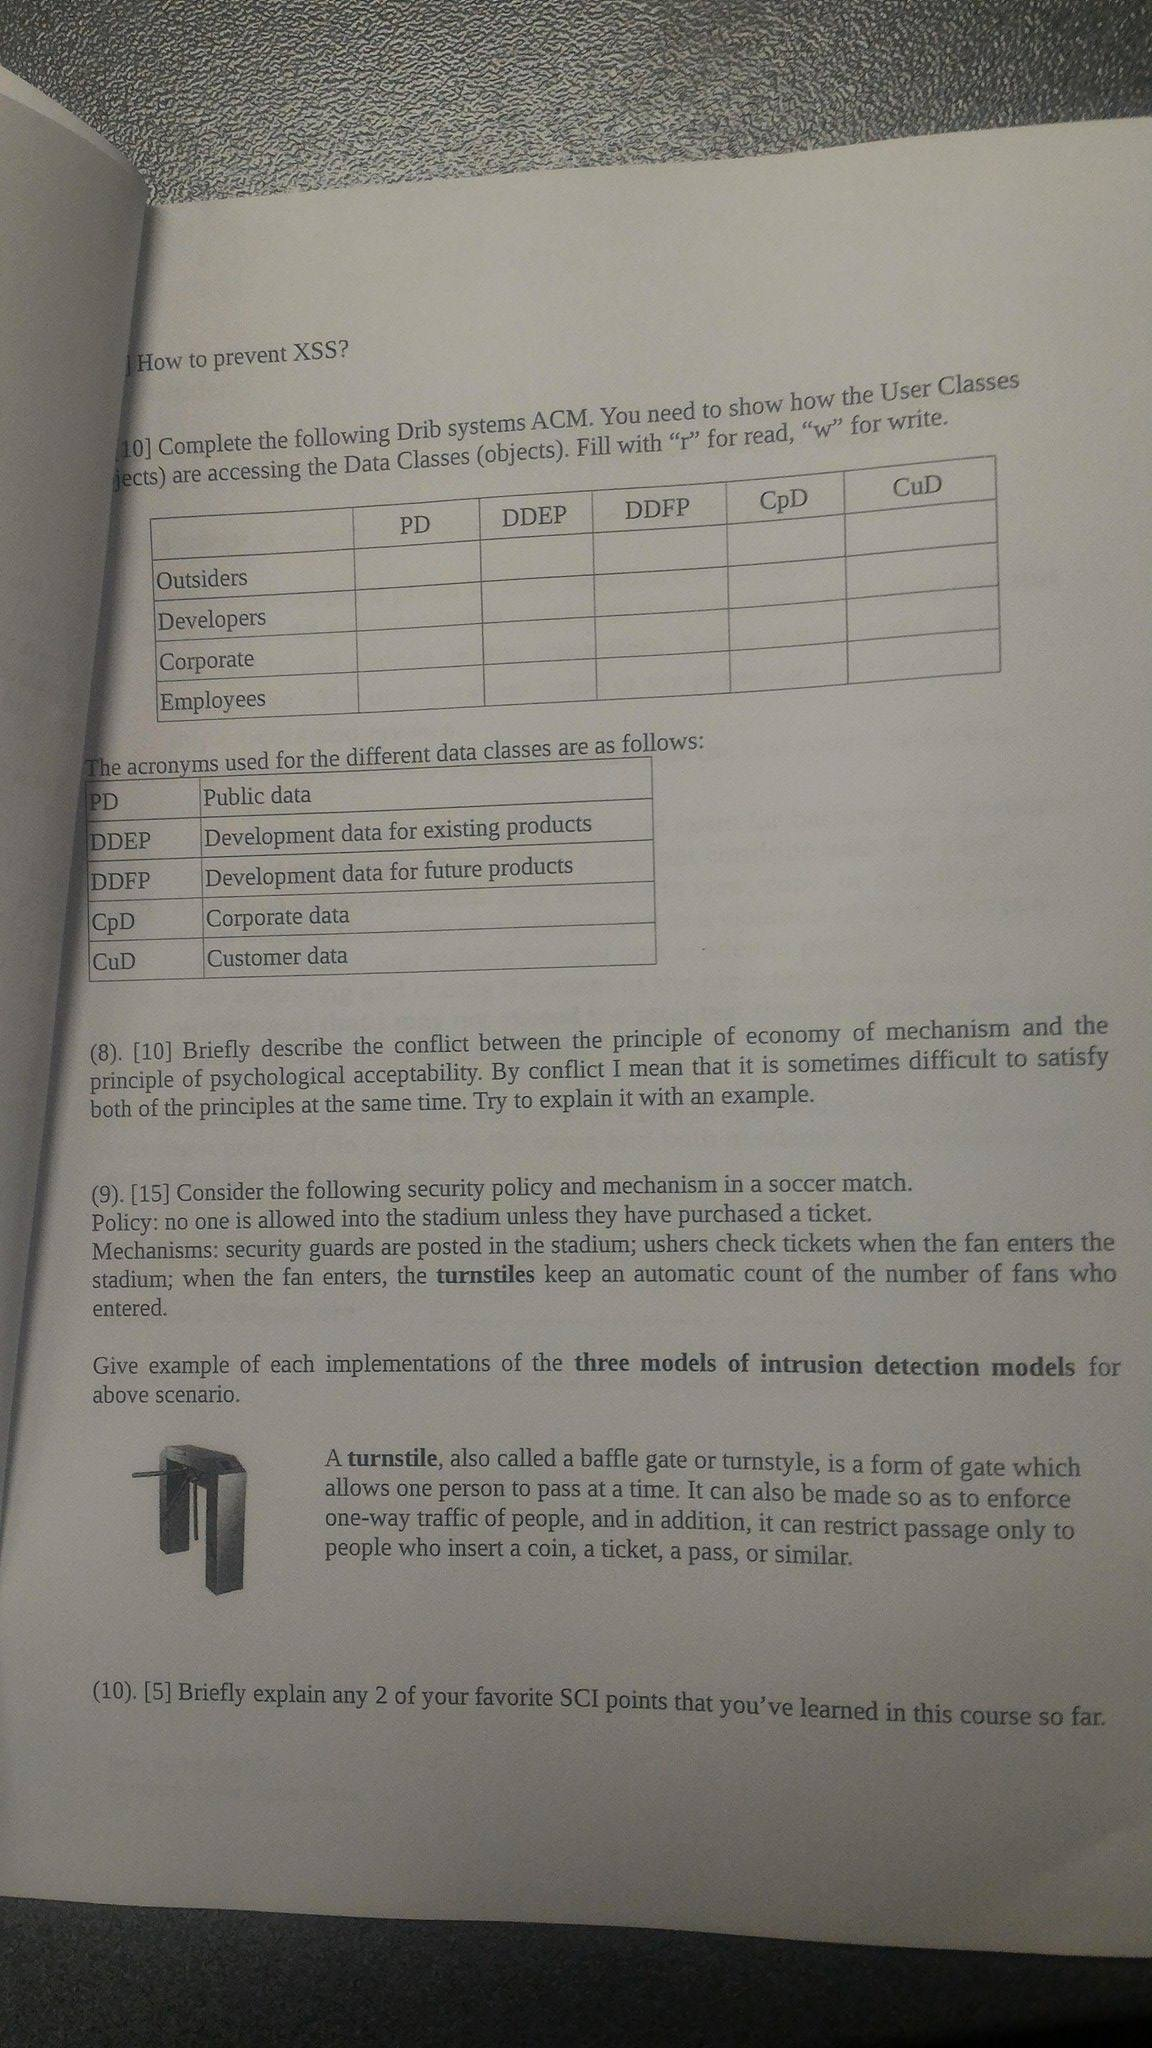 ] How to prevent XSS?
10] Complete the following Drib systems ACM. You need to show how the User Classes
jects) are accessing the Data Classes (objects). Fill with “r” for read, “w” for write.
PD DDEP DDFP CpD CuD
Outsiders
Developers
Corporate
Employees
The acronyms used for the different data classes are as follows:
PD Public data
DDEP Development data for existing products
DDFP Development data for future products
CpD Corporate data
CuD Customer data
(8). [10] Briefly describe the conflict between the principle of economy of mechanism and the
principle of psychological acceptability. By conflict I mean that it is sometimes difficult to satisfy
both of the principles at the same time. Try to explain it with an example.
(9). [15] Consider the following security policy and mechanism in a soccer match.
Policy: no one is allowed into the stadium unless they have purchased a ticket.
Mechanisms: security guards are posted in the stadium; ushers check tickets when the fan enters the
stadium; when the fan enters, the turnstiles keep an automatic count of the number of fans who
entered.
Give example of each implementations of the three models of intrusion detection models for
above scenario.
A turnstile, also called a baffle gate or turnstyle, is a form of gate which
allows one person to pass at a time. It can also be made so as to enforce
one-way traffic of people, and in addition, it can restrict passage only to
people who insert a coin, a ticket, a pass, or similar.
(10). [5] Briefly explain any 2 of your favorite SCI points that you’ve learned in this course so far.